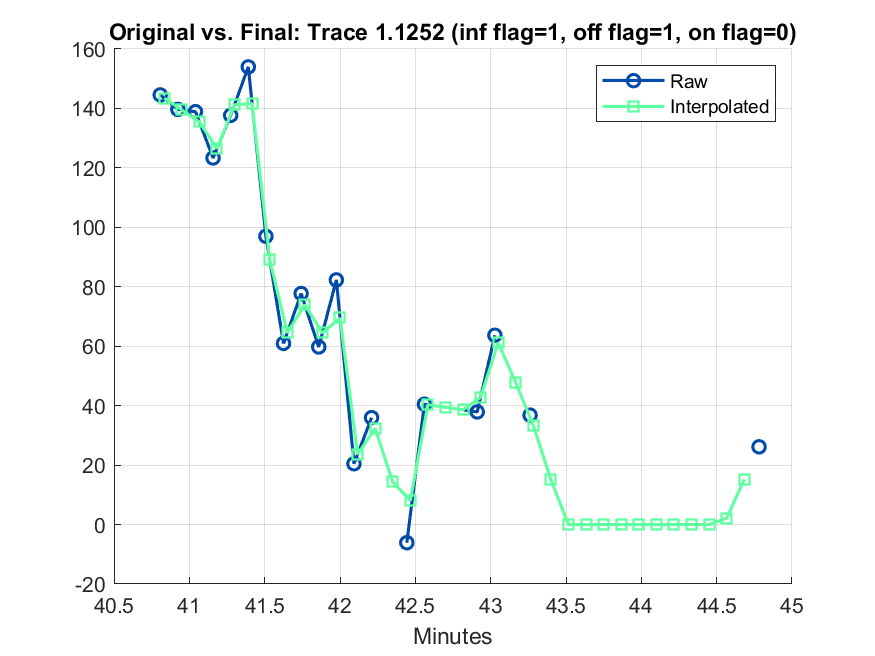 Original vs. Final: Trace 1.1252 (inf flag=1, off flag=1, on flag=0)
160
140
120
100
80
60
40
20
0
-20
Raw
Interpolated
40.5 41 41.5 42 42.5 43 43.5 44 44.5 45
Minutes